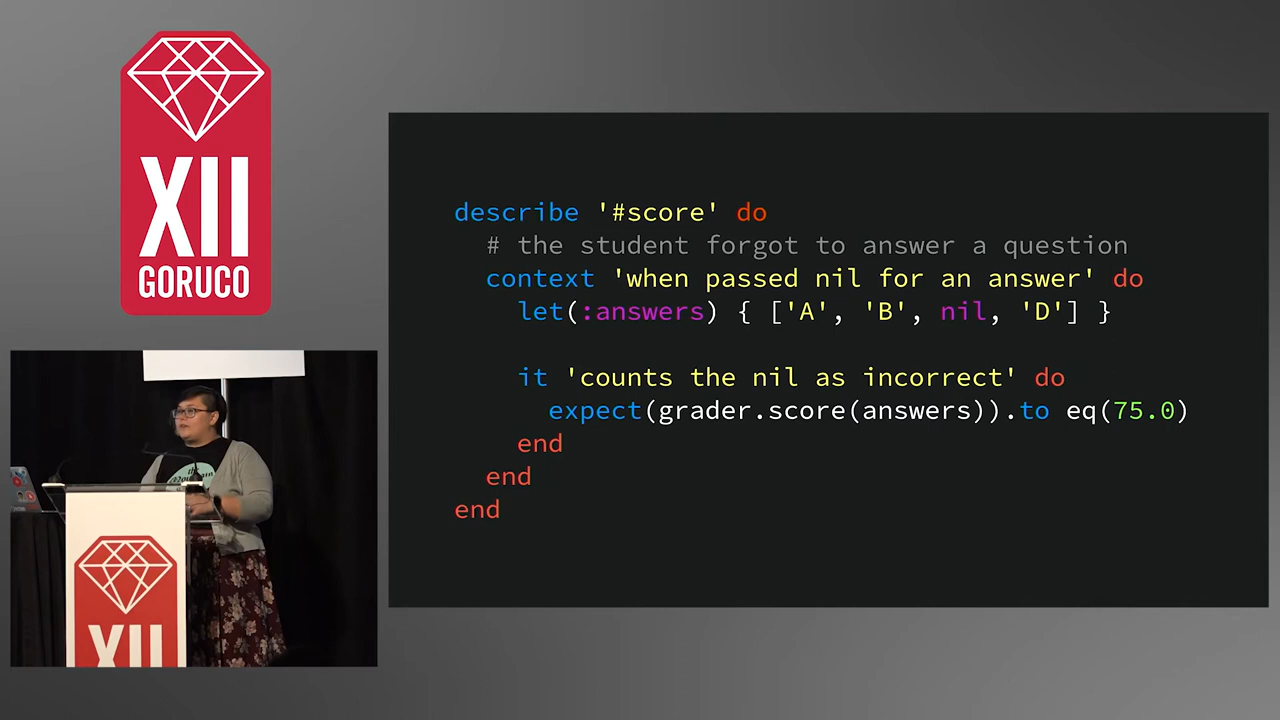 XII
GORUCO
describe '#score' do
# the student forgot to answer a question
context 'when passed nil for an answer' do
let(:answers) { ['A', 'B', nil, 'D'] }
it 'counts the nil as incorrect' do
expect(grader.score(answers)).to eq(75.0)
end
end
end
the
Mountain
XII